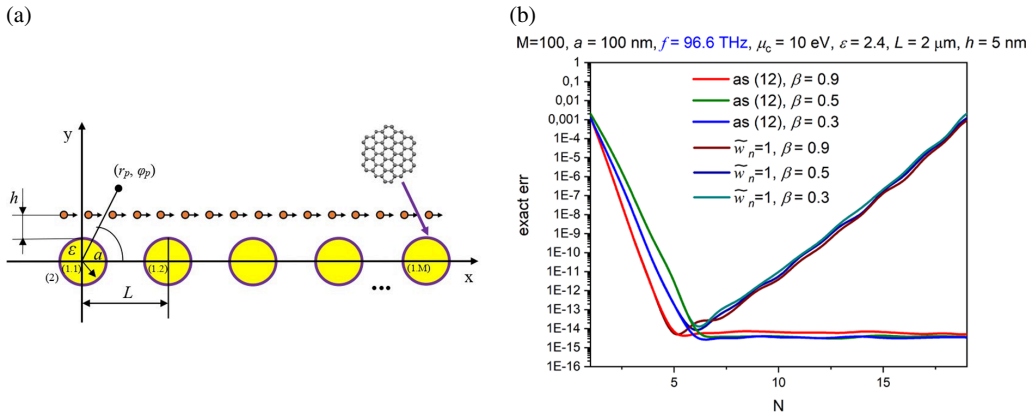 (a)
(b)
M=100, a = 100 nm, f = 96.6 THz, μc = 10 eV, ε = 2.4, L = 2 μm, h = 5 nm
y
(rp, φp)
h
ε
a
(2)
(1.1)
(1.2)
(1.M)
x
L
...
exact err
1
0,1
0,01
0,001
1E-4
1E-5
1E-6
1E-7
1E-8
1E-9
1E-10
1E-11
1E-12
1E-13
1E-14
1E-15
1E-16
as (12), β = 0.9
as (12), β = 0.5
as (12), β = 0.3
w̃n=1, β = 0.9
w̃n=1, β = 0.5
w̃n=1, β = 0.3
5
10
15
N